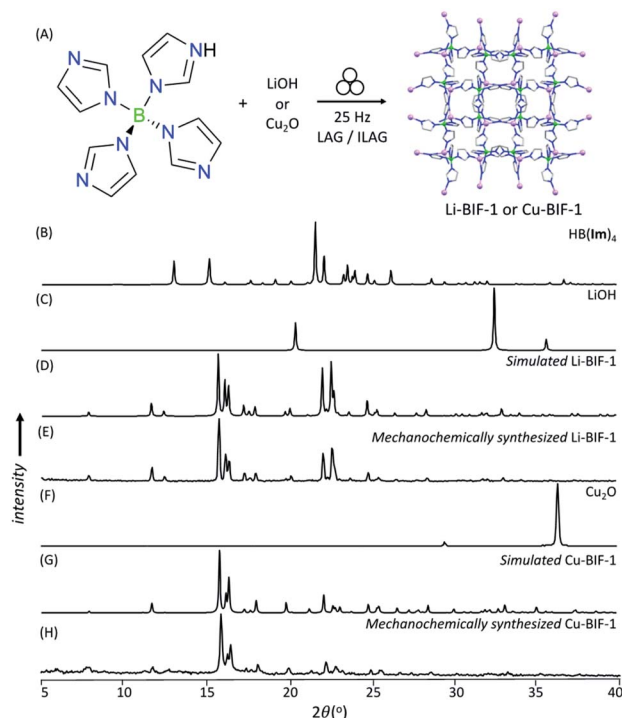 (A)
N
NH
N
N
N
B
N
N
N
+
LiOH
or
Cu₂O
25 Hz
LAG / ILAG
Li-BIF-1 or Cu-BIF-1
(B)
HB(Im)₄
(C)
LiOH
(D)
Simulated Li-BIF-1
(E)
Mechanochemically synthesized Li-BIF-1
(F)
Cu₂O
(G)
Simulated Cu-BIF-1
(H)
Mechanochemically synthesized Cu-BIF-1
intensity
5 10 15 20 25 30 35 40
2θ(°)